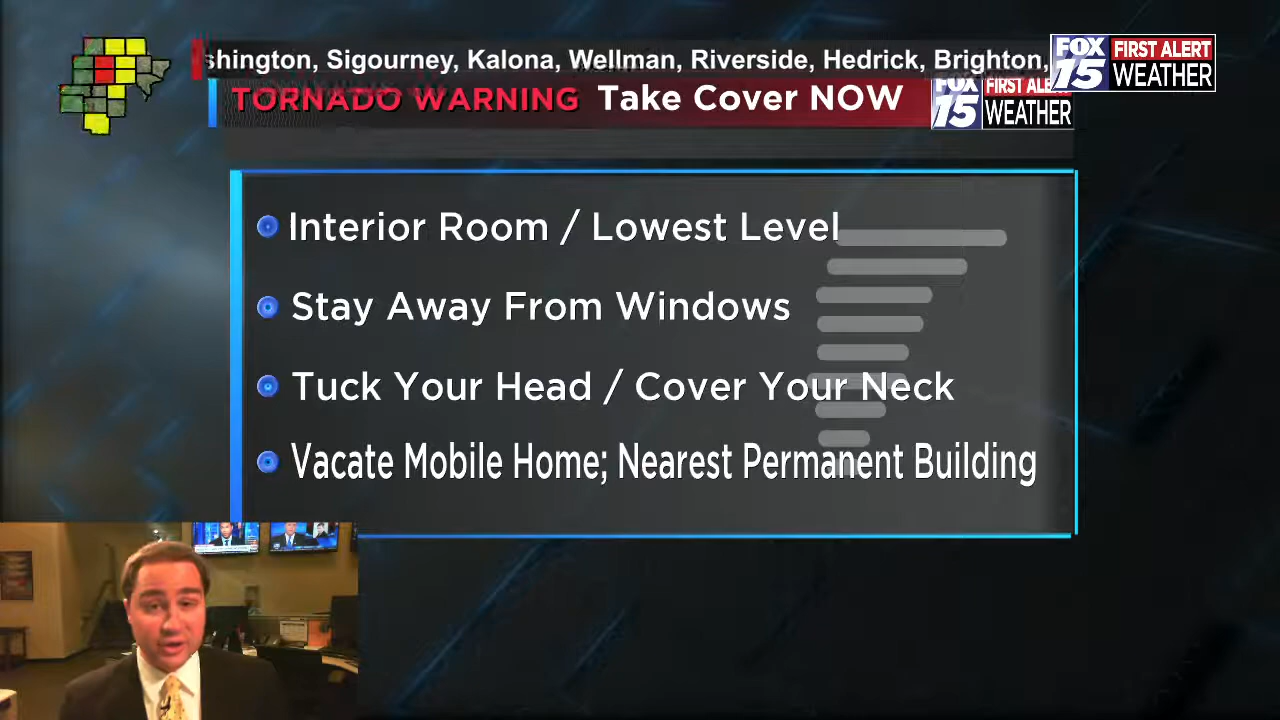 shington, Sigourney, Kalona, Wellman, Riverside, Hedrick, Brighton,
FOX 15 FIRST ALERT WEATHER
TORNADO WARNING Take Cover NOW
FOX 15 FIRST ALERT WEATHER
Interior Room / Lowest Level
Stay Away From Windows
Tuck Your Head / Cover Your Neck
Vacate Mobile Home; Nearest Permanent Building